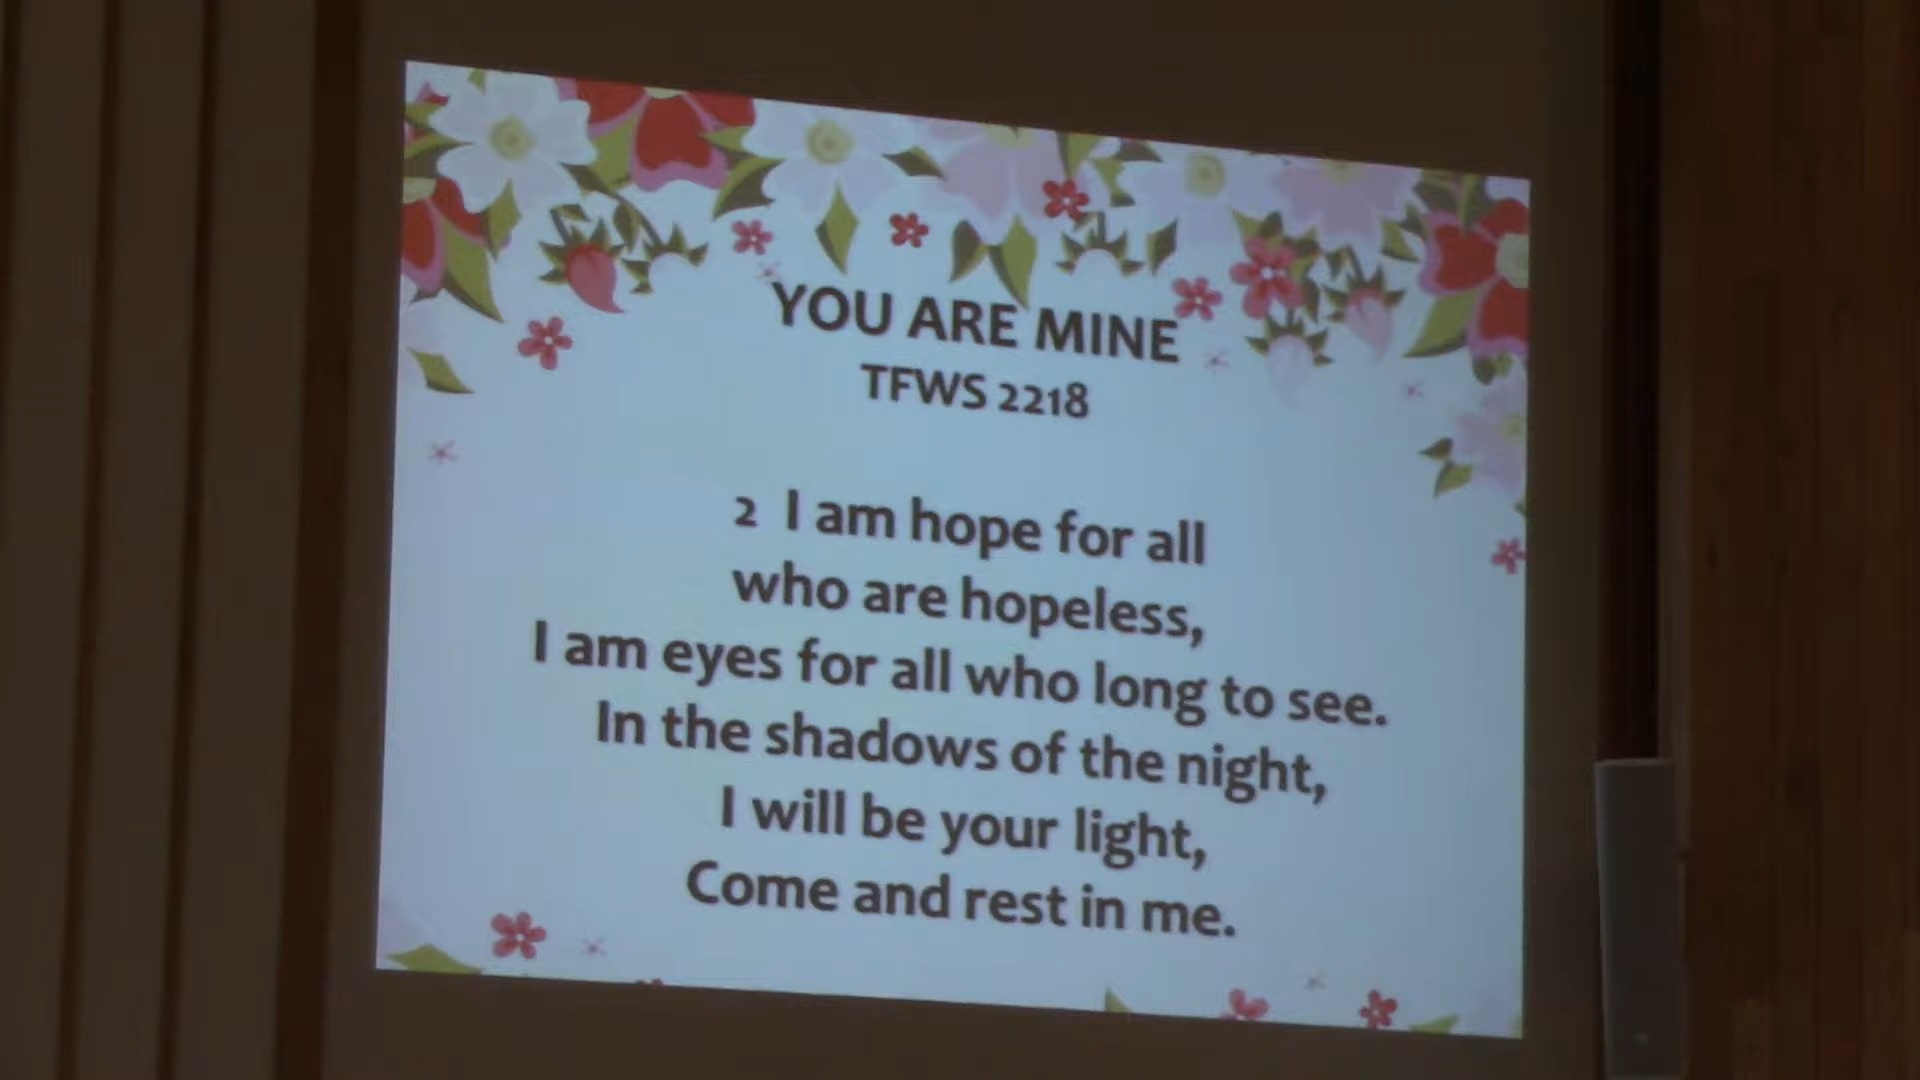 YOU ARE MINE
TFWS 2218
2 I am hope for all
who are hopeless,
I am eyes for all who long to see.
In the shadows of the night,
I will be your light,
Come and rest in me.